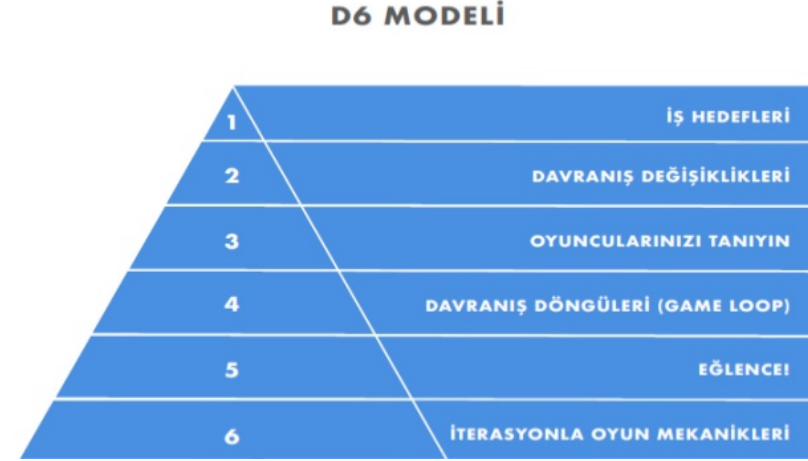 D6 MODELİ
1 İŞ HEDEFLERİ
2 DAVRANIŞ DEĞİŞİKLİKLERİ
3 OYUNCULARINIZI TANIYIN
4 DAVRANIŞ DÖNGÜLERİ (GAME LOOP)
5 EĞLENCE!
6 İTERASYONLA OYUN MEKANİKLERİ